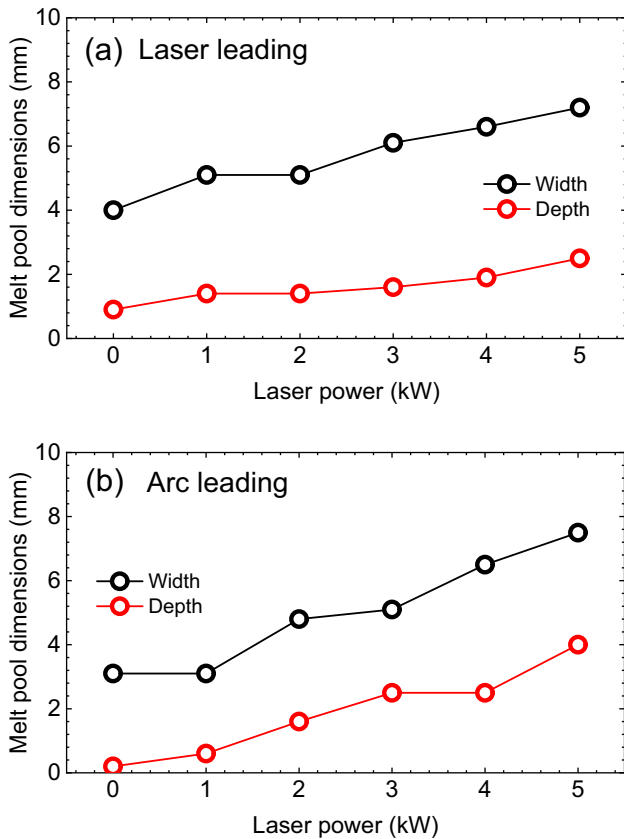 (a) Laser leading
Melt pool dimensions (mm)
10
8
6
4
2
0
Width
Depth
0 1 2 3 4 5
Laser power (kW)
(b) Arc leading
Melt pool dimensions (mm)
10
8
6
4
2
0
Width
Depth
0 1 2 3 4 5
Laser power (kW)